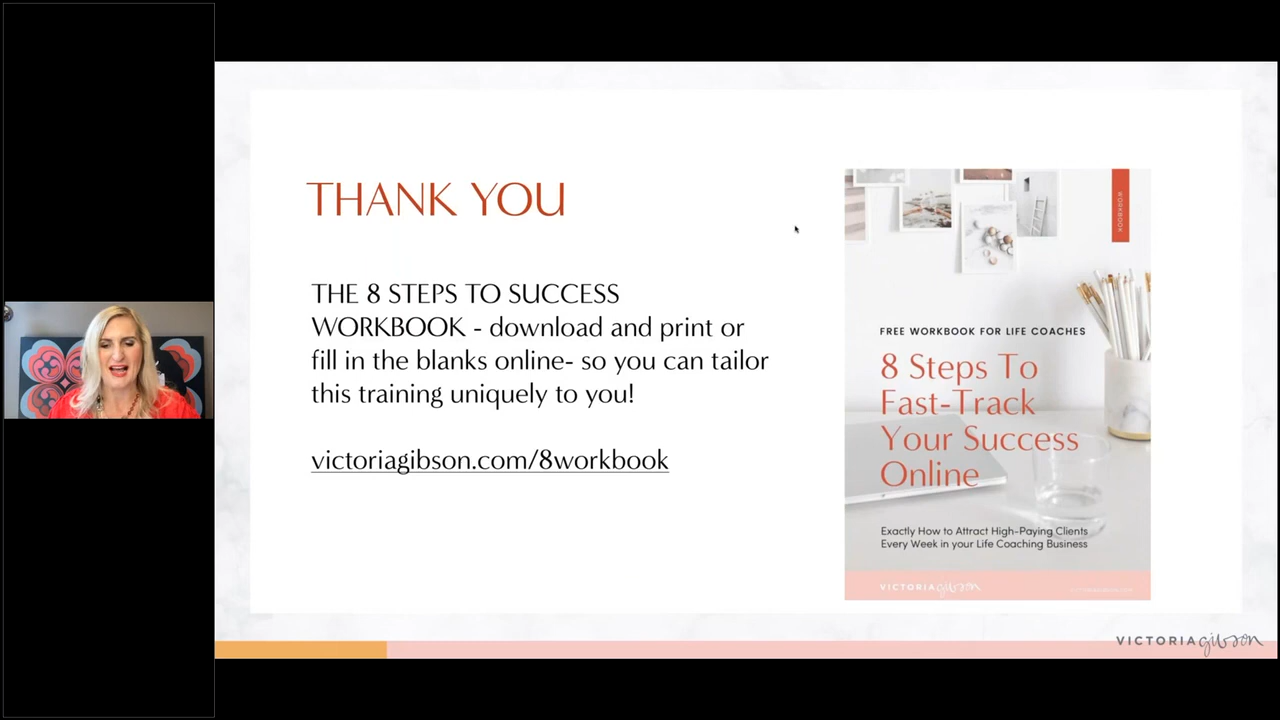 THANK YOU
THE 8 STEPS TO SUCCESS
WORKBOOK - download and print or
fill in the blanks online- so you can tailor
this training uniquely to you!
victoriagibson.com/8workbook
WORKBOOK
FREE WORKBOOK FOR LIFE COACHES
8 Steps To
Fast-Track
Your Success
Online
Exactly How to Attract High-Paying Clients
Every Week in your Life Coaching Business
VICTORIA gibson
VICTORIAGIBSON.COM
VICTORIA gibson